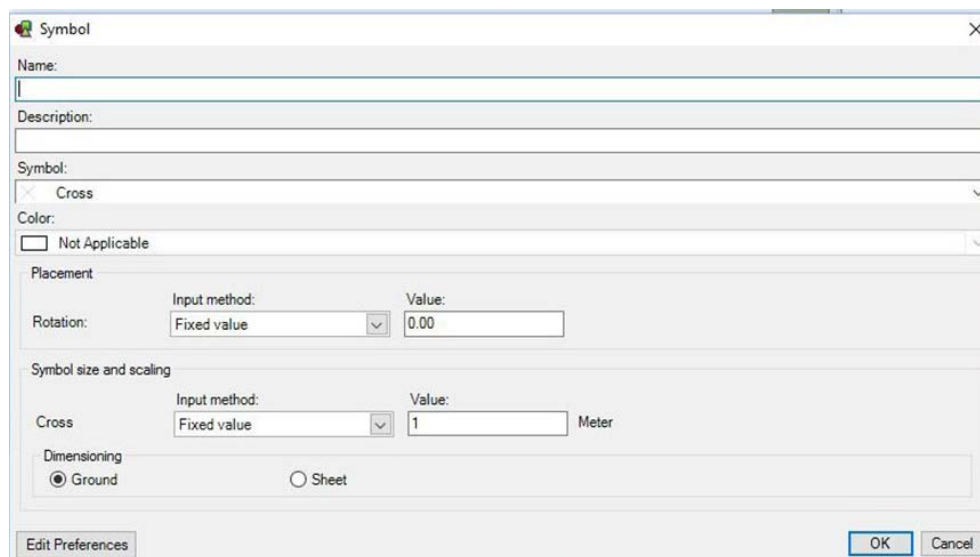 Symbol
Name:
Description:
Symbol:
Cross
Color:
Not Applicable
Placement
Input method: Value:
Rotation: Fixed value 0.00
Symbol size and scaling
Input method: Value:
Cross Fixed value 1 Meter
Dimensioning
Ground Sheet
Edit Preferences OK Cancel